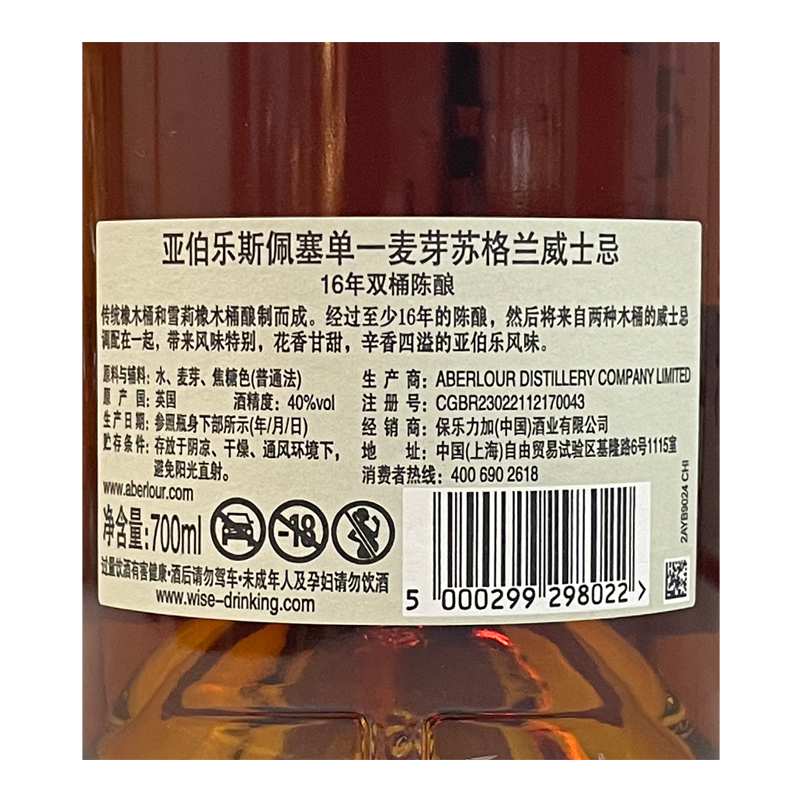 亚伯乐斯佩塞单一麦芽苏格兰威士忌
16年双桶陈酿
传统橡木桶和雪莉橡木桶酿制而成。经过至少16年的陈酿，然后将来自两种木桶的威士忌
调配在一起，带来风味特别，花香甘甜，辛香四溢的亚伯乐风味。
原料与辅料：水、麦芽、焦糖色(普通法)
原产国：英国 酒精度：40%vol
生产日期：参照瓶身下部所示(年/月/日)
贮存条件：存放于阴凉、干燥、通风环境下，
避免阳光直射。
www.aberlour.com
生产商：ABERLOUR DISTILLERY COMPANY LIMITED
注册号：CGBR23022112170043
经销商：保乐力加(中国)酒业有限公司
地址：中国(上海)自由贸易试验区基隆路6号1115室
消费者热线：400 690 2618
净含量:700ml
-18
过量饮酒有害健康·酒后请勿驾车·未成年人及孕妇请勿饮酒
www.wise-drinking.com
5 000299 298022 >
2AYB9024 CHI